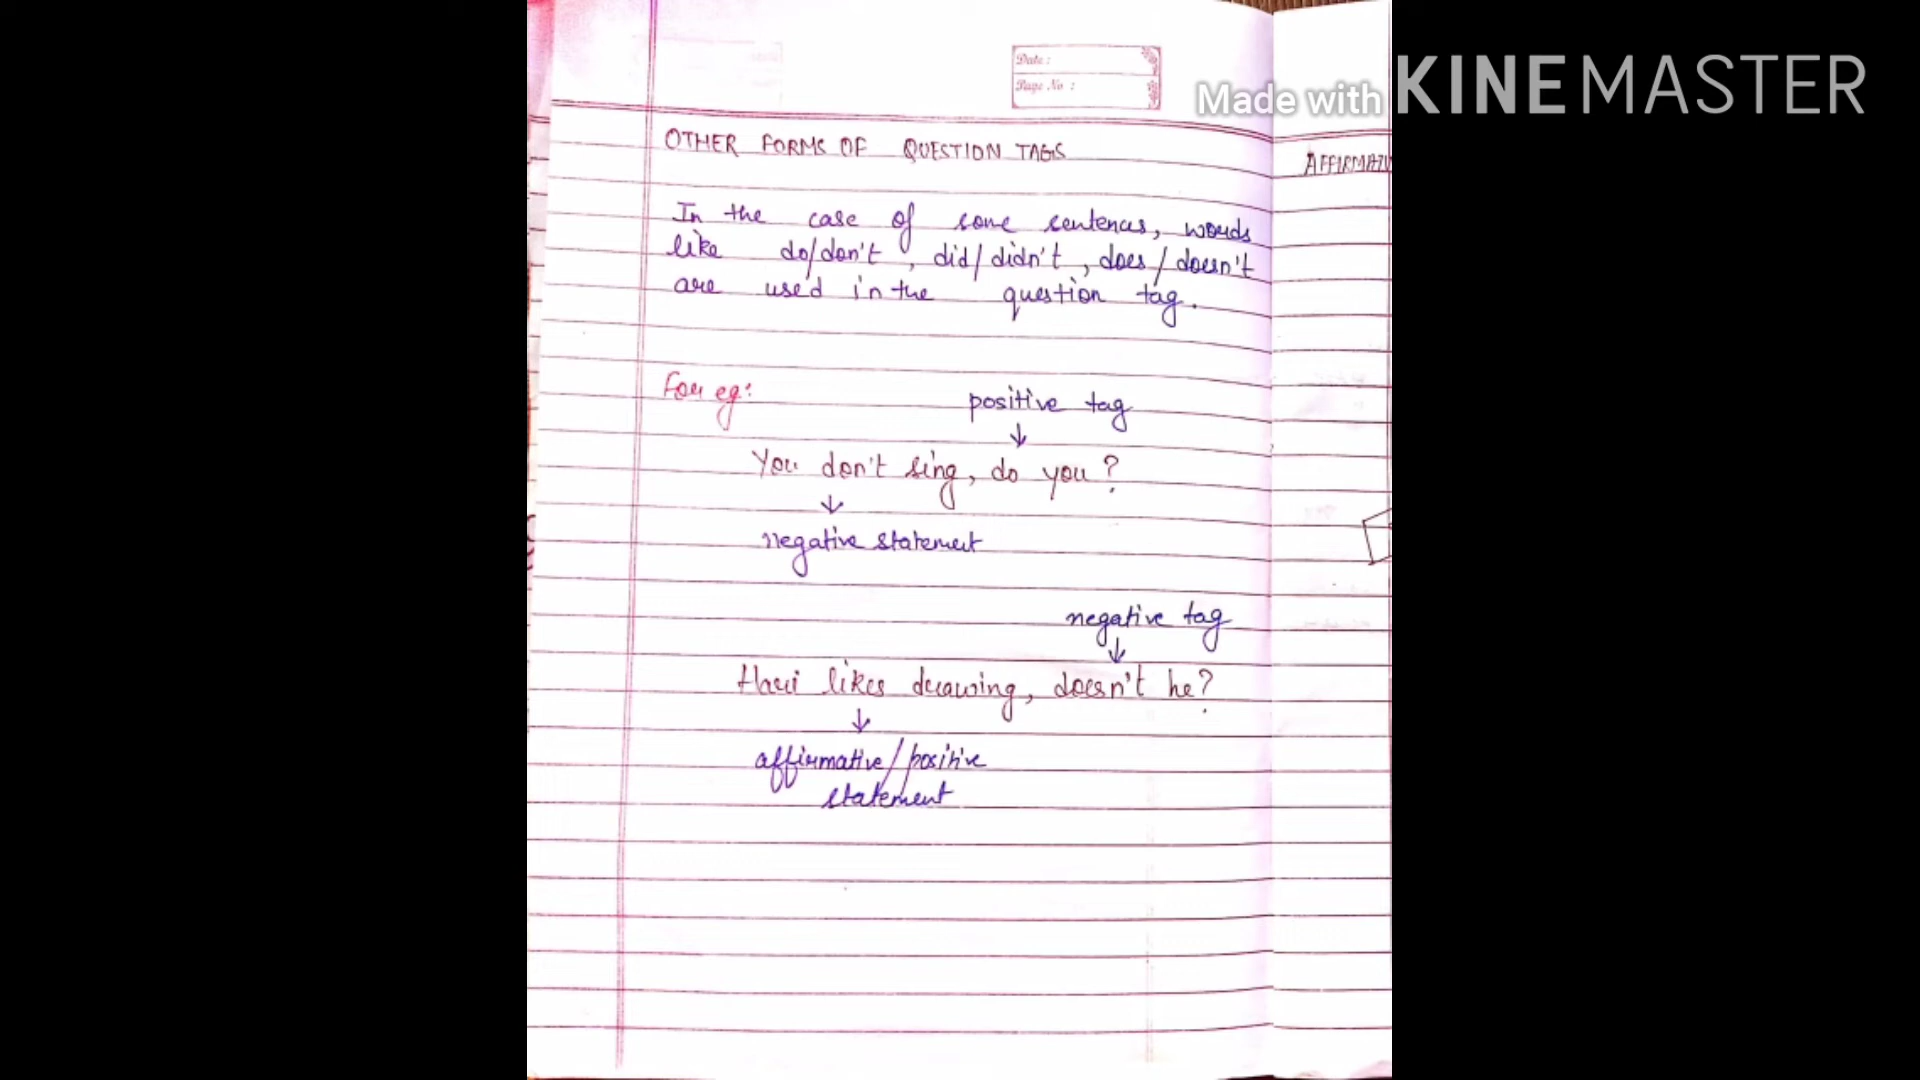 Date :
Page No :
Made with KINEMASTER
OTHER FORMS OF QUESTION TAGS
AFFIRMATIV
In the case of some sentences, words
like do/don't, did/didn't, does/doesn't
are used in the question tag.
For eg:
positive tag
You don't sing, do you?
negative statement
negative tag
Hari likes drawing, doesn't he?
affirmative/positive
statement